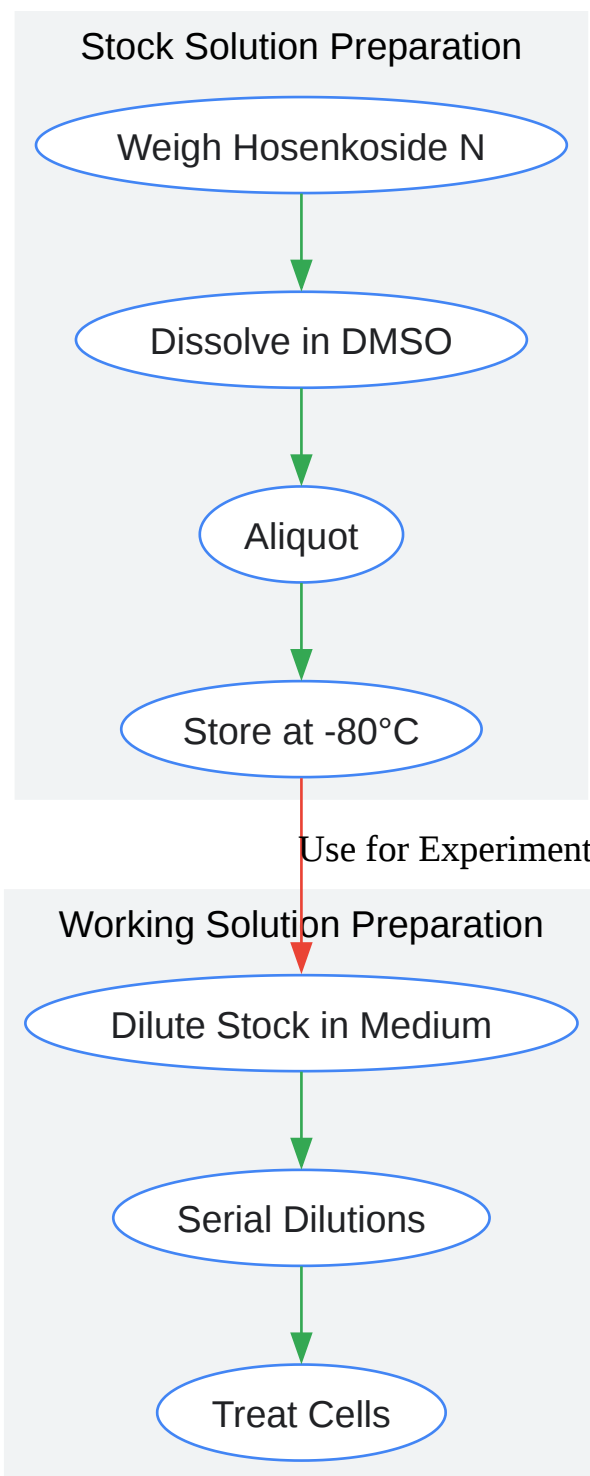 Stock Solution Preparation
Weigh Hosenkoside N
Dissolve in DMSO
Aliquot
Store at -80°C
Use for Experiment
Working Solution Preparation
Dilute Stock in Medium
Serial Dilutions
Treat Cells